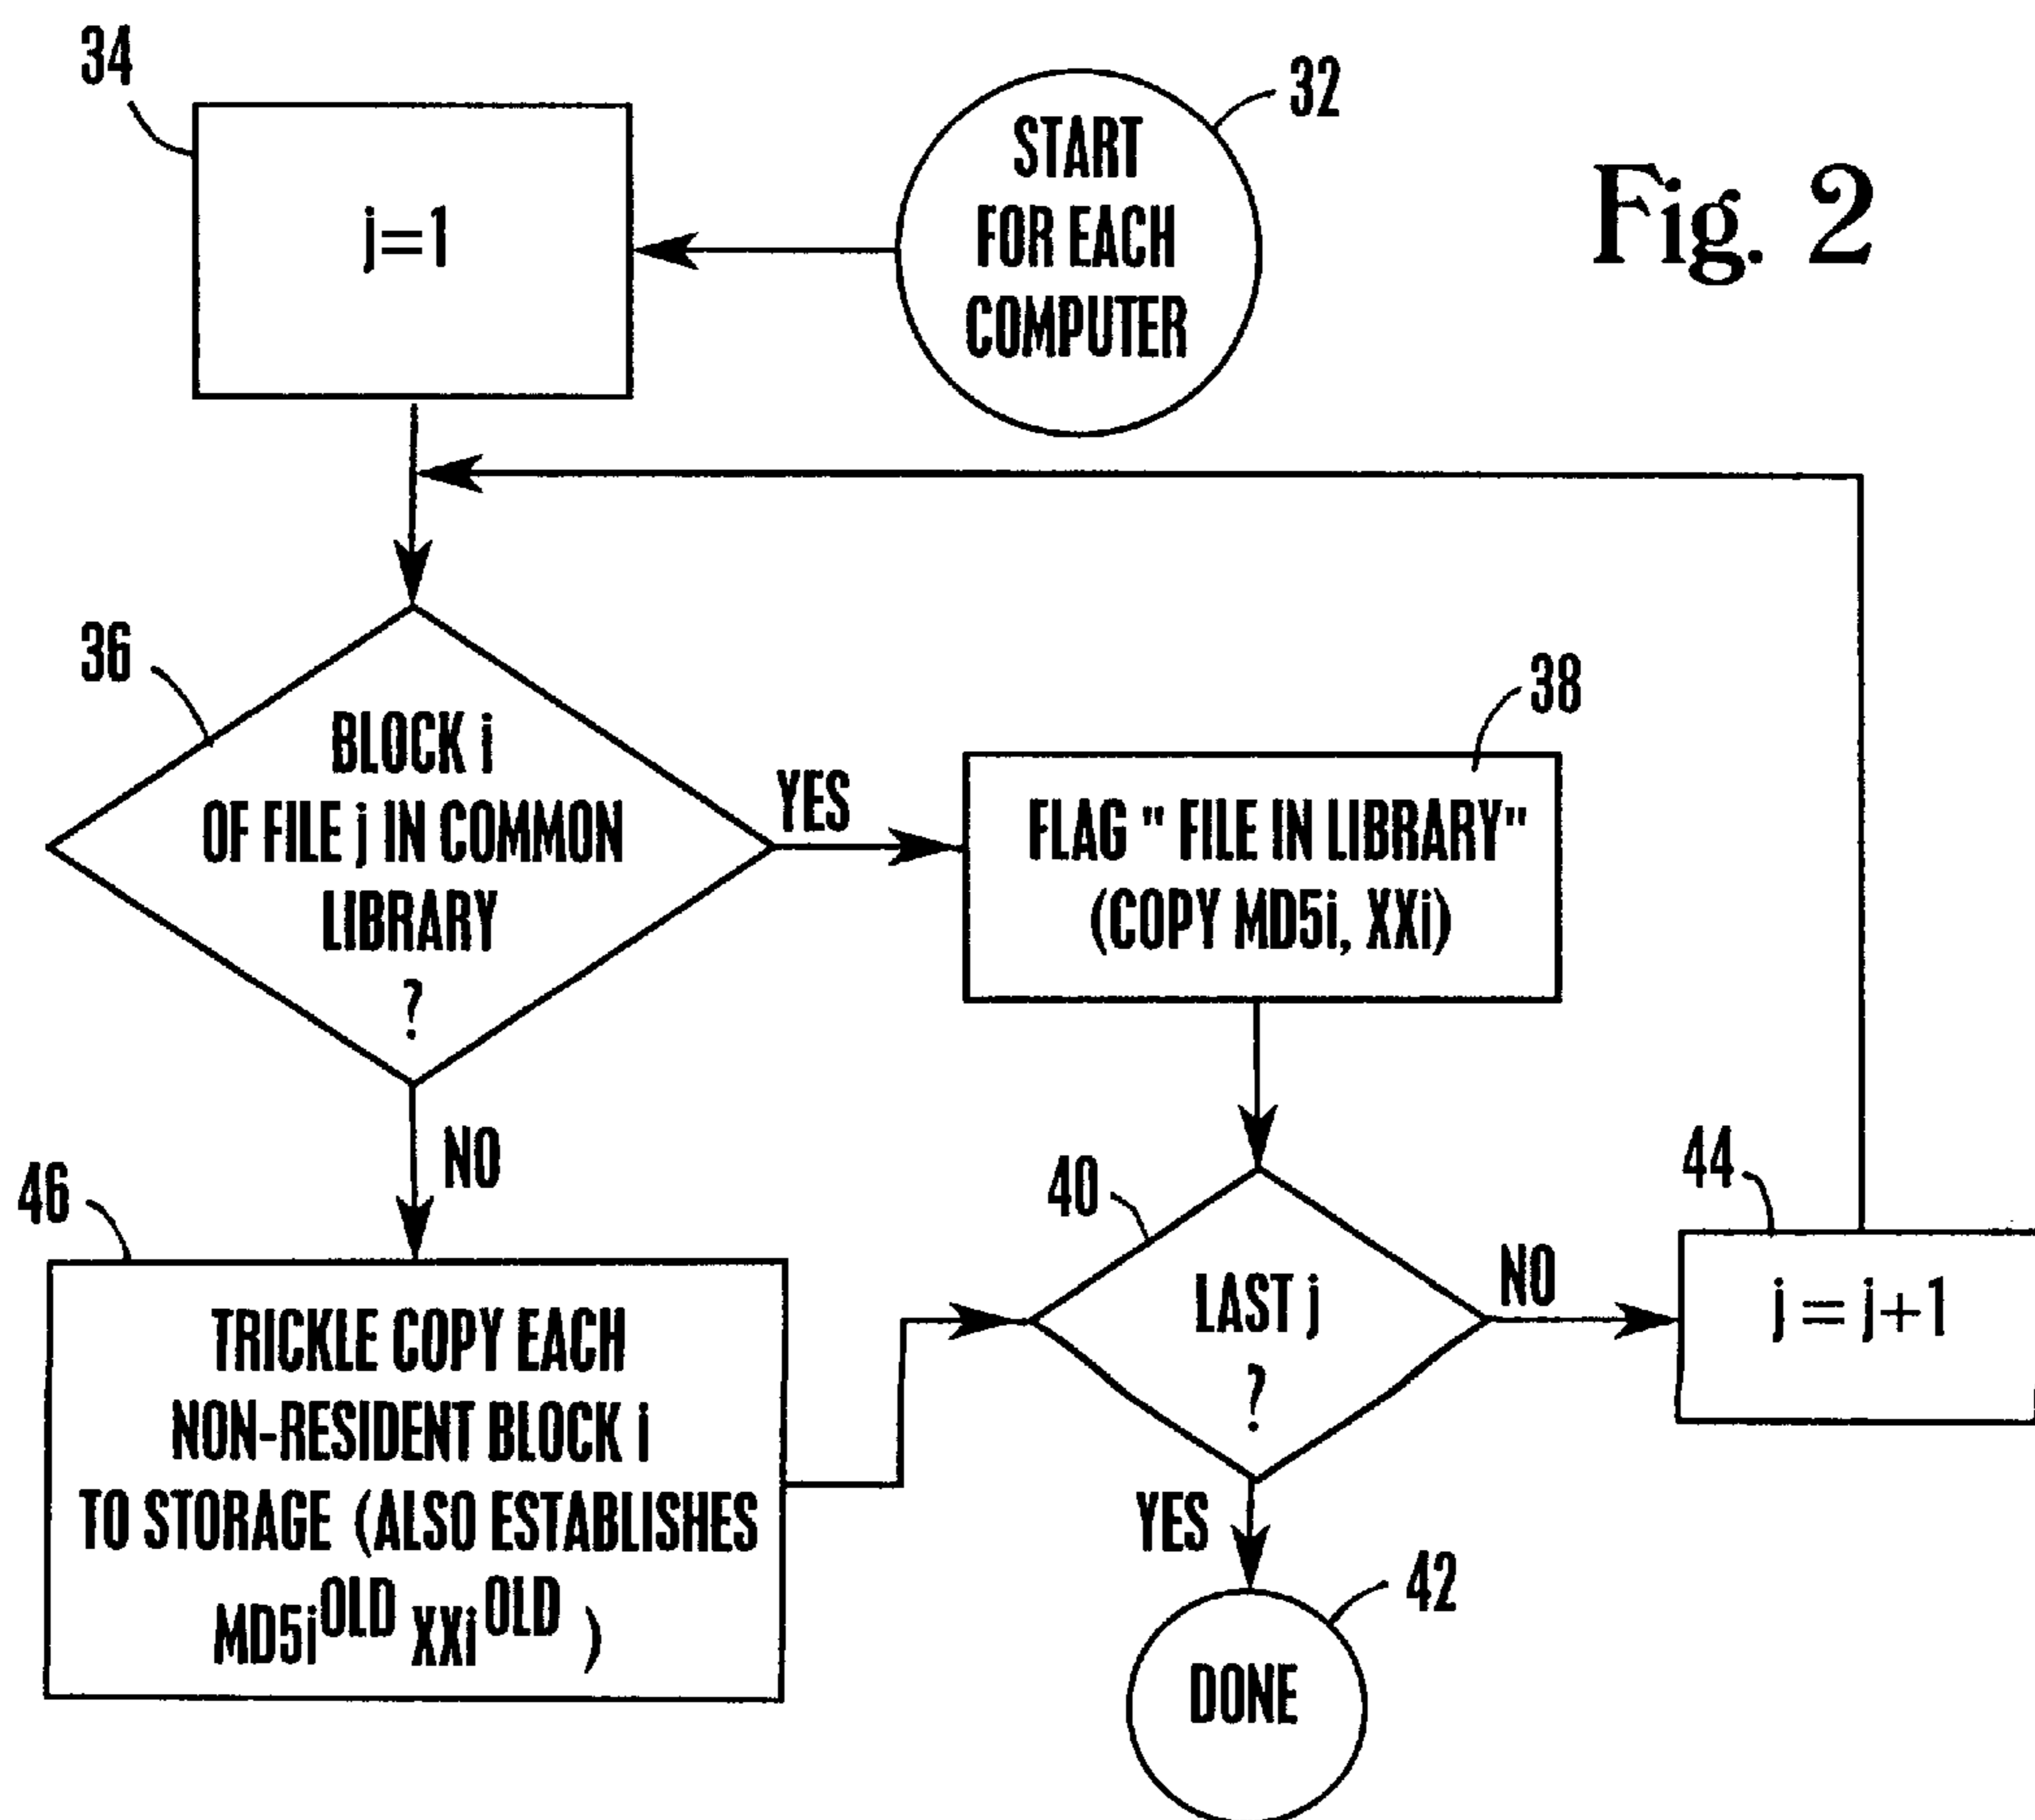 34
32
START
FOR EACH
COMPUTER
Fig. 2
j=1
36
BLOCK i
OF FILE j IN COMMON
LIBRARY
?
YES
38
FLAG " FILE IN LIBRARY"
(COPY MD5i, XXi)
NO
46
TRICKLE COPY EACH
NON-RESIDENT BLOCK i
TO STORAGE (ALSO ESTABLISHES
MD5i^OLD XXi^OLD )
40
LAST j
?
NO
44
j = j+1
YES
42
DONE